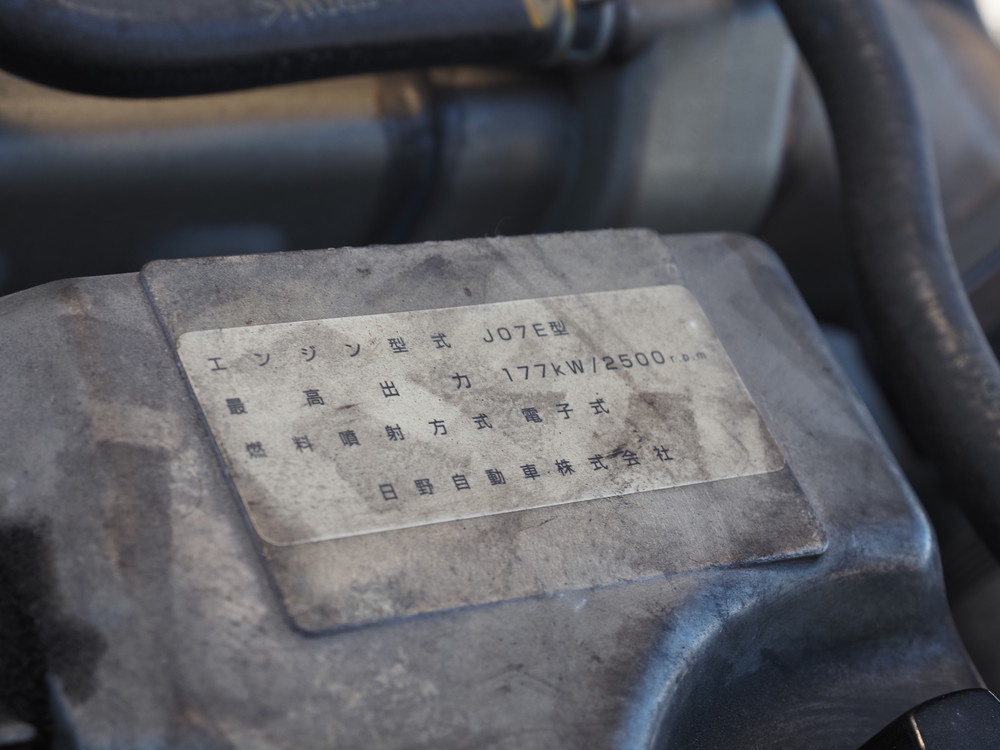 エンジン型式 J07E型
最高出力 177kW/2500r.p.m
燃料噴射方式 電子式
日野自動車株式会社